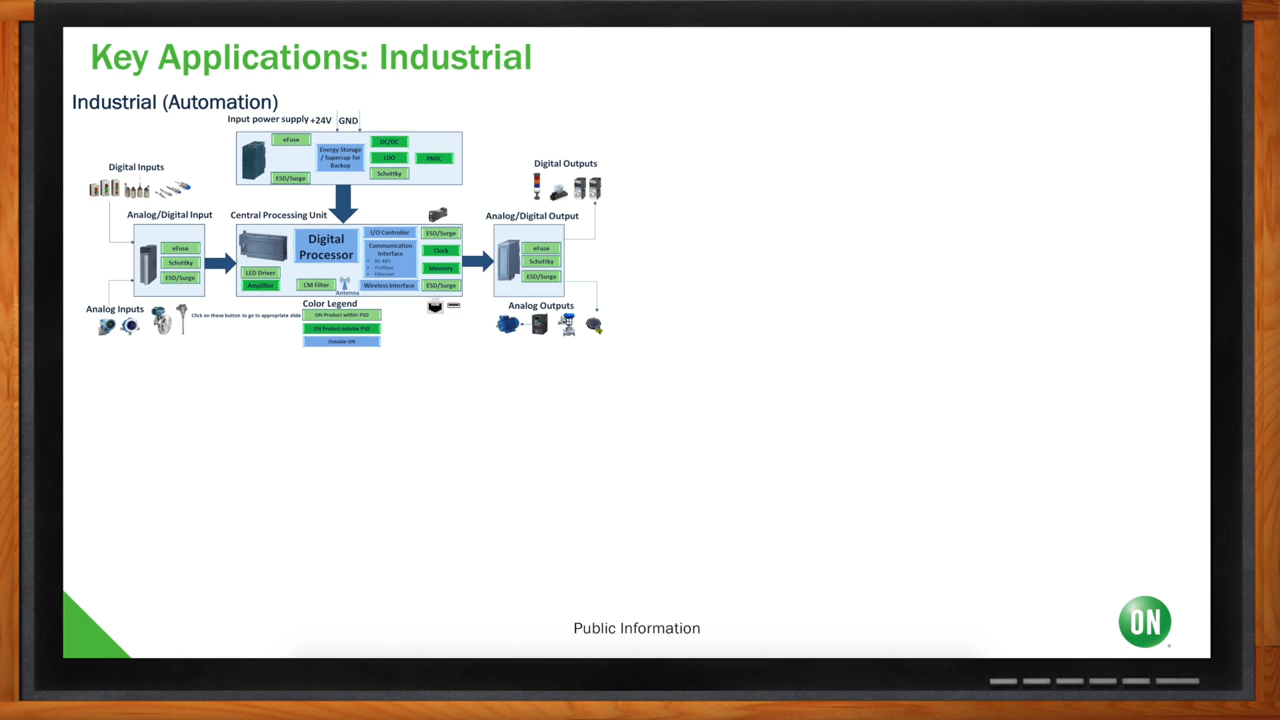 Key Applications: Industrial
Industrial (Automation)
Input power supply +24V GND
eFuse
Energy Storage
/ Supercap for
Backup
ESD/Surge
DC/DC
LDO
Schottky
PMIC
Digital Inputs
Analog/Digital Input
eFuse
Schottky
ESD/Surge
Analog Inputs
Central Processing Unit
Digital
Processor
LED Driver
Amplifier
CM Filter
Antenna
I/O Controller
Communication
Interface
• RS-485
• Profibus
• Ethernet
Wireless Interface
ESD/Surge
Clock
Memory
ESD/Surge
Digital Outputs
Analog/Digital Output
eFuse
Schottky
ESD/Surge
Analog Outputs
Color Legend
Click on these button to go to appropriate slide
ON Product within PSD
ON Product outside PSD
Outside ON
Public Information
ON